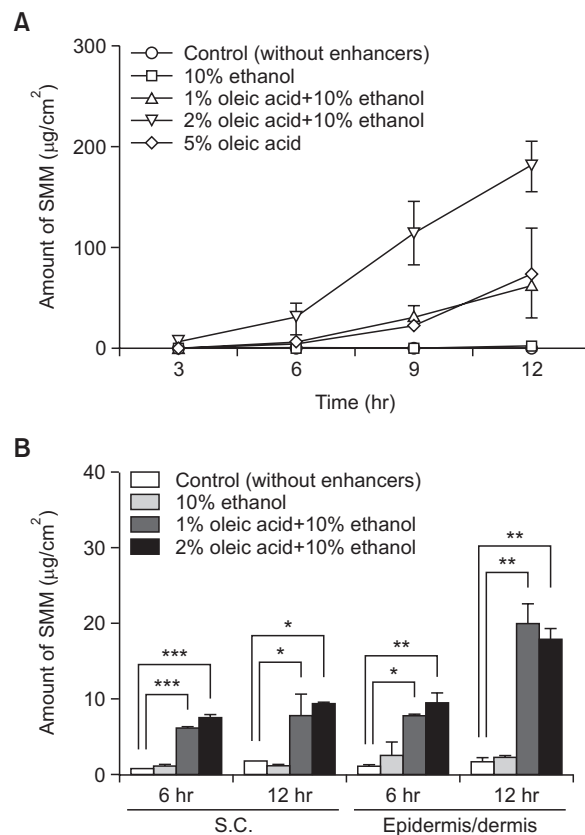 A
Amount of SMM (μg/cm²)
300
200
100
0
Control (without enhancers)
10% ethanol
1% oleic acid+10% ethanol
2% oleic acid+10% ethanol
5% oleic acid
3 6 9 12
Time (hr)
B
Amount of SMM (μg/cm²)
40
30
20
10
0
Control (without enhancers)
10% ethanol
1% oleic acid+10% ethanol
2% oleic acid+10% ethanol
***
***
*
*
**
*
**
**
6 hr 12 hr 6 hr 12 hr
S.C. Epidermis/dermis